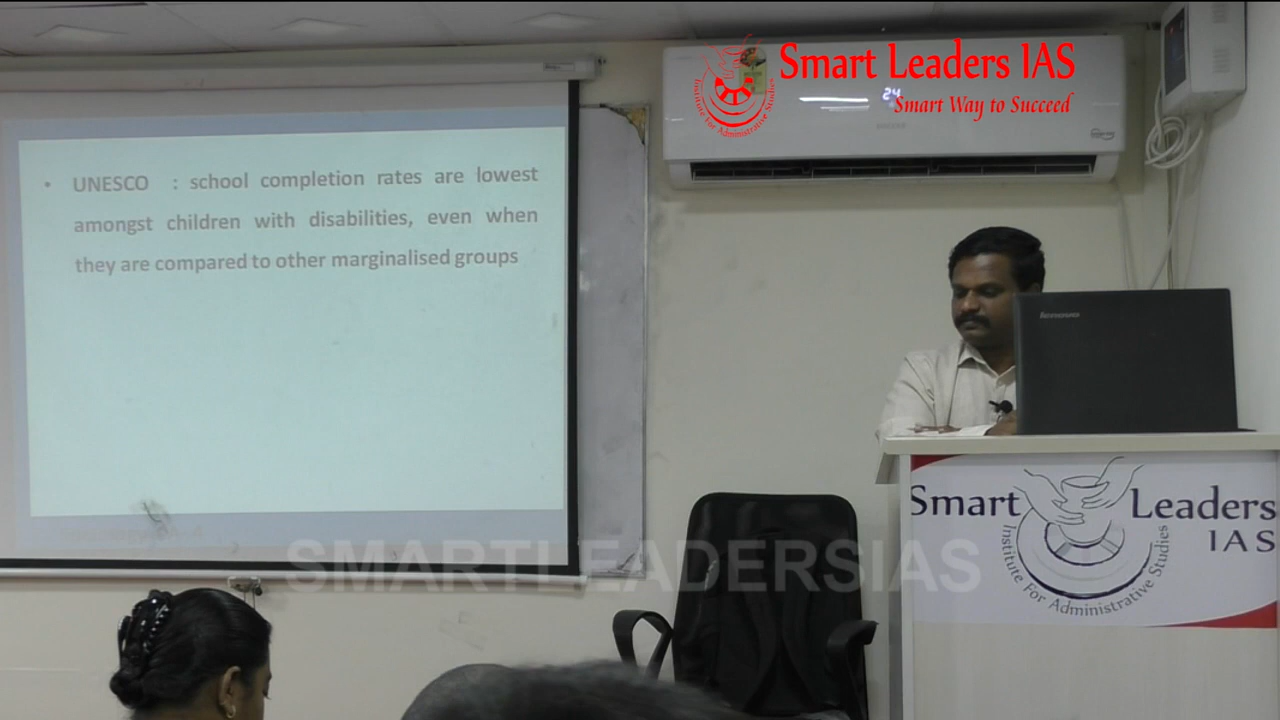 Smart Leaders IAS
Smart Way to Succeed
Institute For Administrative Studies
24
• UNESCO : school completion rates are lowest
amongst children with disabilities, even when
they are compared to other marginalised groups
lenovo
Smart Leaders
IAS
Institute For Administrative Studies
SMARTLEADERSIAS